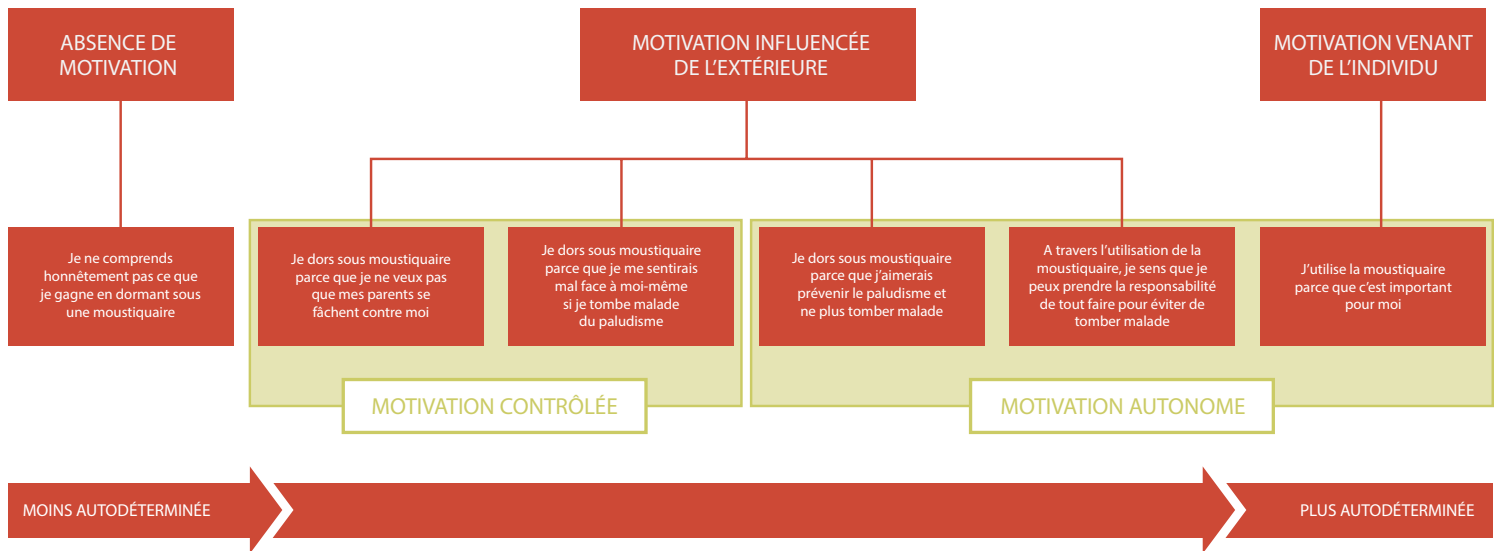 ABSENCE DE
MOTIVATION
MOTIVATION INFLUENCÉE
DE L'EXTÉRIEURE
MOTIVATION VENANT
DE L'INDIVIDU
Je ne comprends
honnêtement pas ce que
je gagne en dormant sous
une moustiquaire
Je dors sous moustiquaire
parce que je ne veux pas
que mes parents se
fâchent contre moi
Je dors sous moustiquaire
parce que je me sentirais
mal face à moi-même
si je tombe malade
du paludisme
Je dors sous moustiquaire
parce que j'aimerais
prévenir le paludisme et
ne plus tomber malade
A travers l'utilisation de la
moustiquaire, je sens que je
peux prendre la responsabilité
de tout faire pour éviter de
tomber malade
J'utilise la moustiquaire
parce que c'est important
pour moi
MOTIVATION CONTRÔLÉE
MOTIVATION AUTONOME
MOINS AUTODÉTERMINÉE
PLUS AUTODÉTERMINÉE